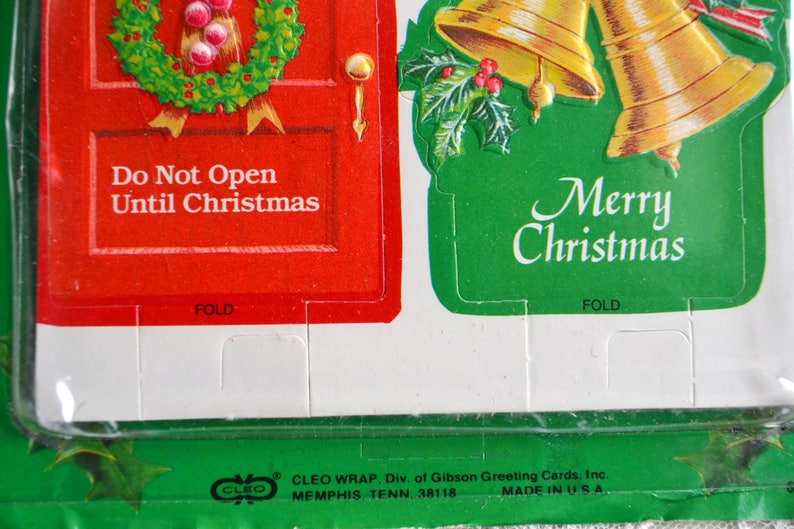 Do Not Open
Until Christmas
Merry
Christmas
FOLD
FOLD
CLEO ®
CLEO WRAP, Div. of Gibson Greeting Cards, Inc.
MEMPHIS, TENN. 38118 MADE IN U.S.A.